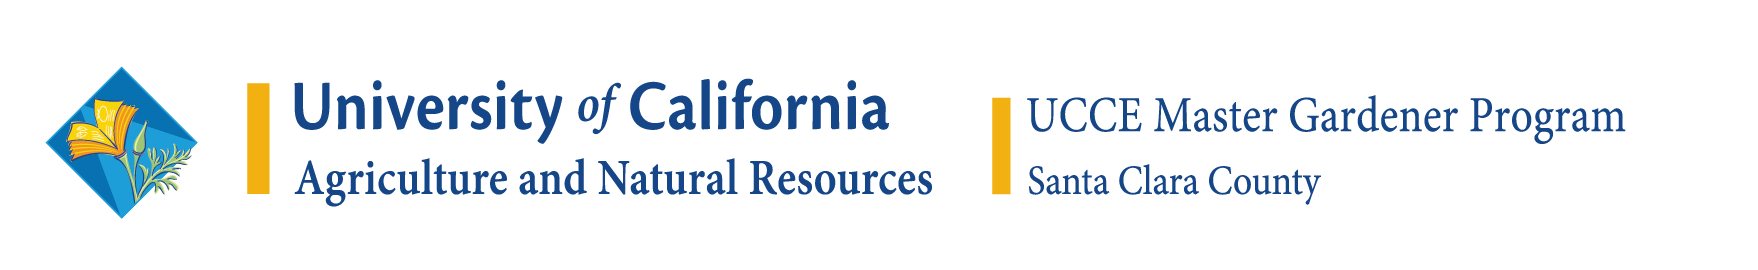 University of California
Agriculture and Natural Resources
UCCE Master Gardener Program
Santa Clara County